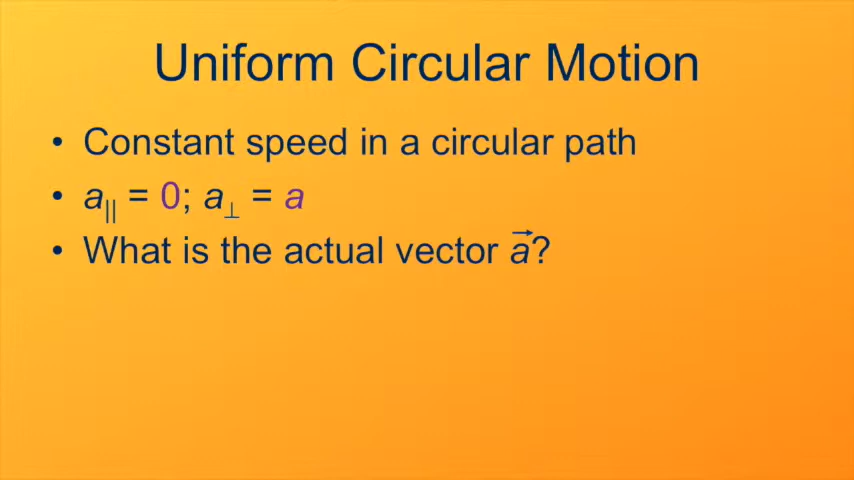 Uniform Circular Motion
• Constant speed in a circular path
• a∥ = 0; a⊥ = a
• What is the actual vector a⃗?